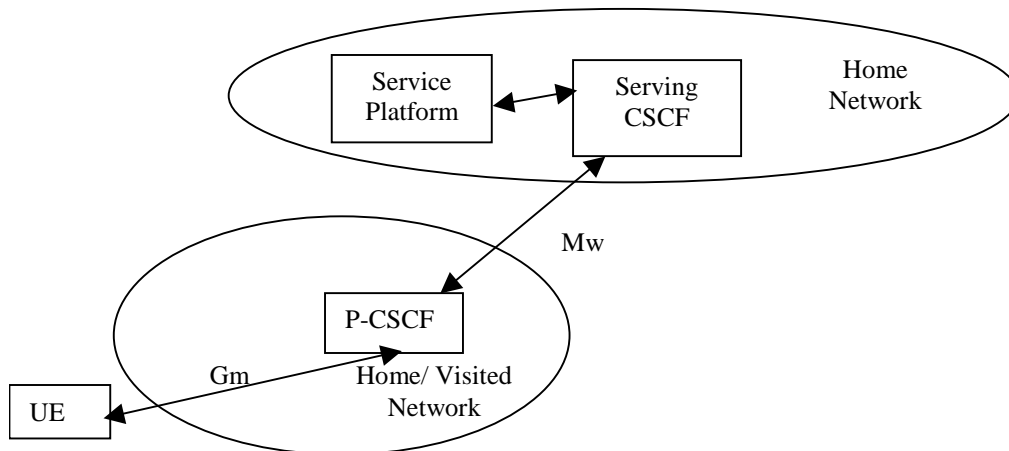 Service
Platform
Serving
CSCF
Home
Network
Mw
P-CSCF
Gm
Home/ Visited
Network
UE